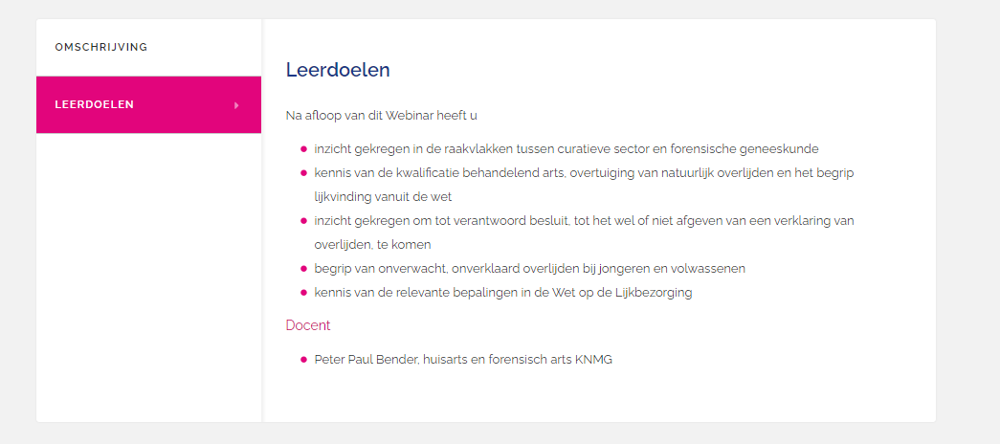 OMSCHRIJVING
LEERDOELEN
Leerdoelen
Na afloop van dit Webinar heeft u
inzicht gekregen in de raakvlakken tussen curatieve sector en forensische geneeskunde
kennis van de kwalificatie behandelend arts, overtuiging van natuurlijk overlijden en het begrip
lijkvinding vanuit de wet
inzicht gekregen om tot verantwoord besluit, tot het wel of niet afgeven van een verklaring van
overlijden, te komen
begrip van onverwacht, onverklaard overlijden bij jongeren en volwassenen
kennis van de relevante bepalingen in de Wet op de Lijkbezorging
Docent
Peter Paul Bender, huisarts en forensisch arts KNMG